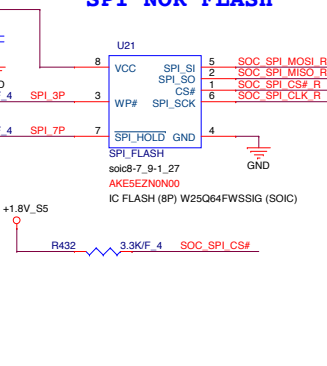 SPI NOR FLASH
U21
8 VCC SPI_SI 5 SOC_SPI_MOSI_R
SPI_SO 2 SOC_SPI_MISO_R
CS# 1 SOC_SPI_CS#_R
_4 SPI_3P 3 WP# SPI_SCK 6 SOC_SPI_CLK_R
_4 SPI_7P 7 SPI_HOLD GND 4
GND
SPI_FLASH
soic8-7_9-1_27
AKE5EZN0N00
IC FLASH (8P) W25Q64FWSSIG (SOIC)
+1.8V_S5
R432 3.3K/F_4 SOC_SPI_CS#